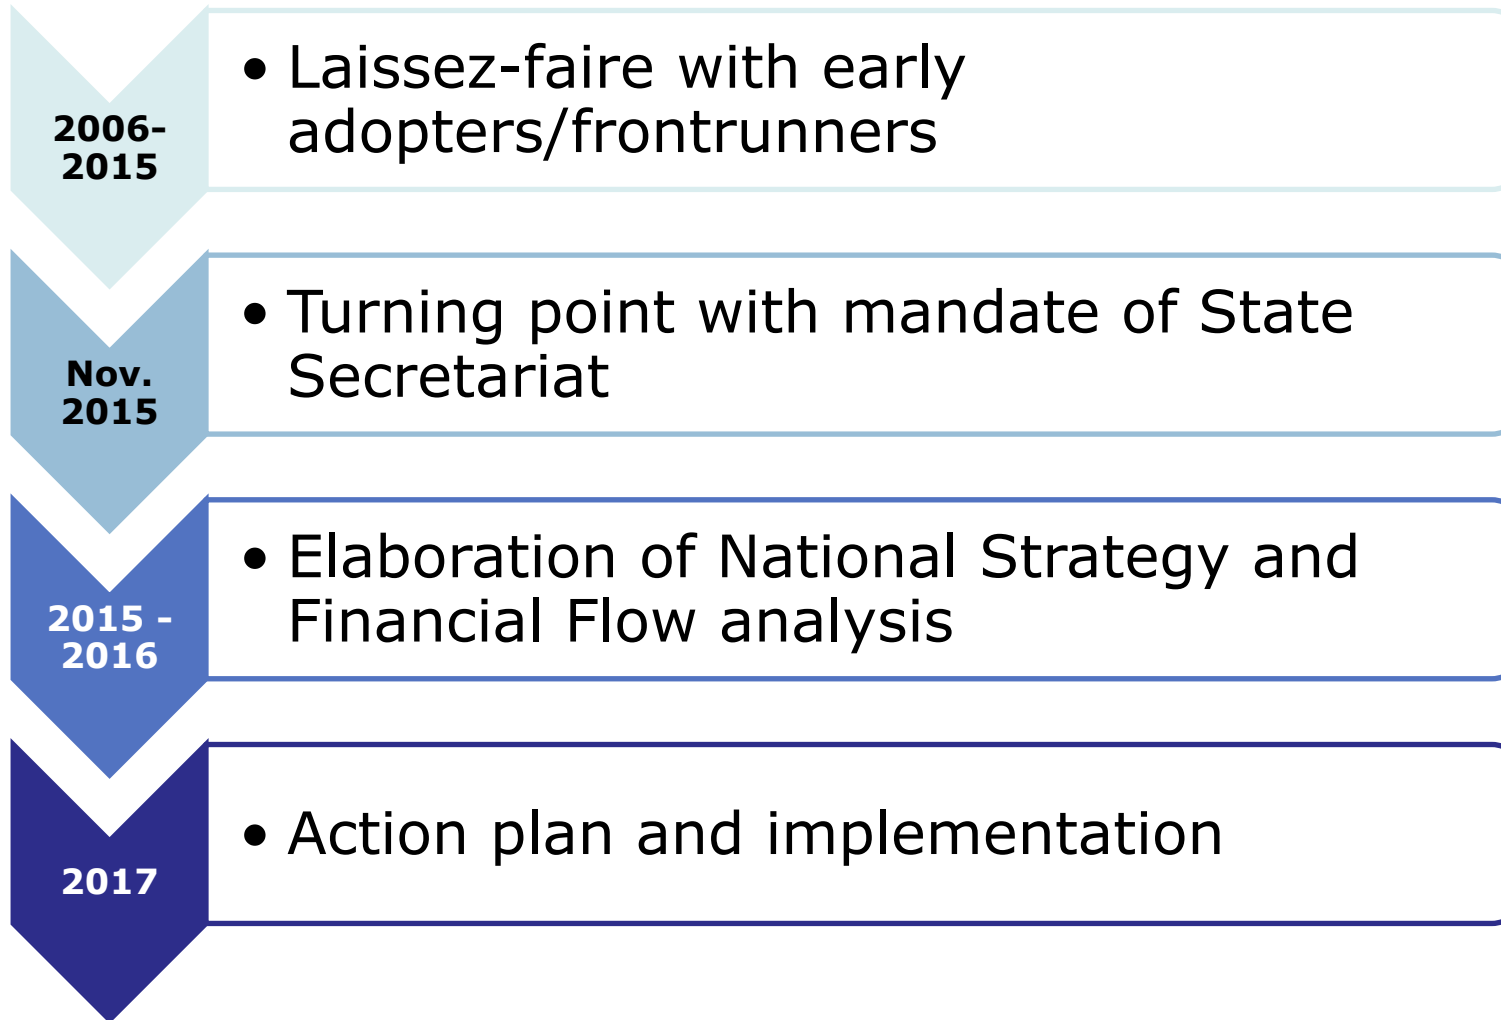 2006-
2015
• Laissez-faire with early
adopters/frontrunners
Nov.
2015
• Turning point with mandate of State
Secretariat
2015 -
2016
• Elaboration of National Strategy and
Financial Flow analysis
2017
• Action plan and implementation